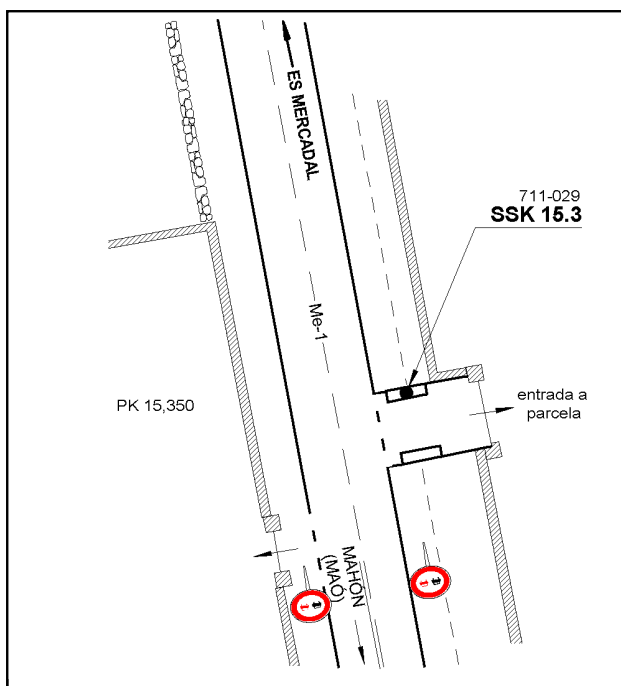 ES MERCADAL
711-029
SSK 15.3
Me-1
PK 15,350
entrada a
parcela
MAHÓN
(MAÓ)